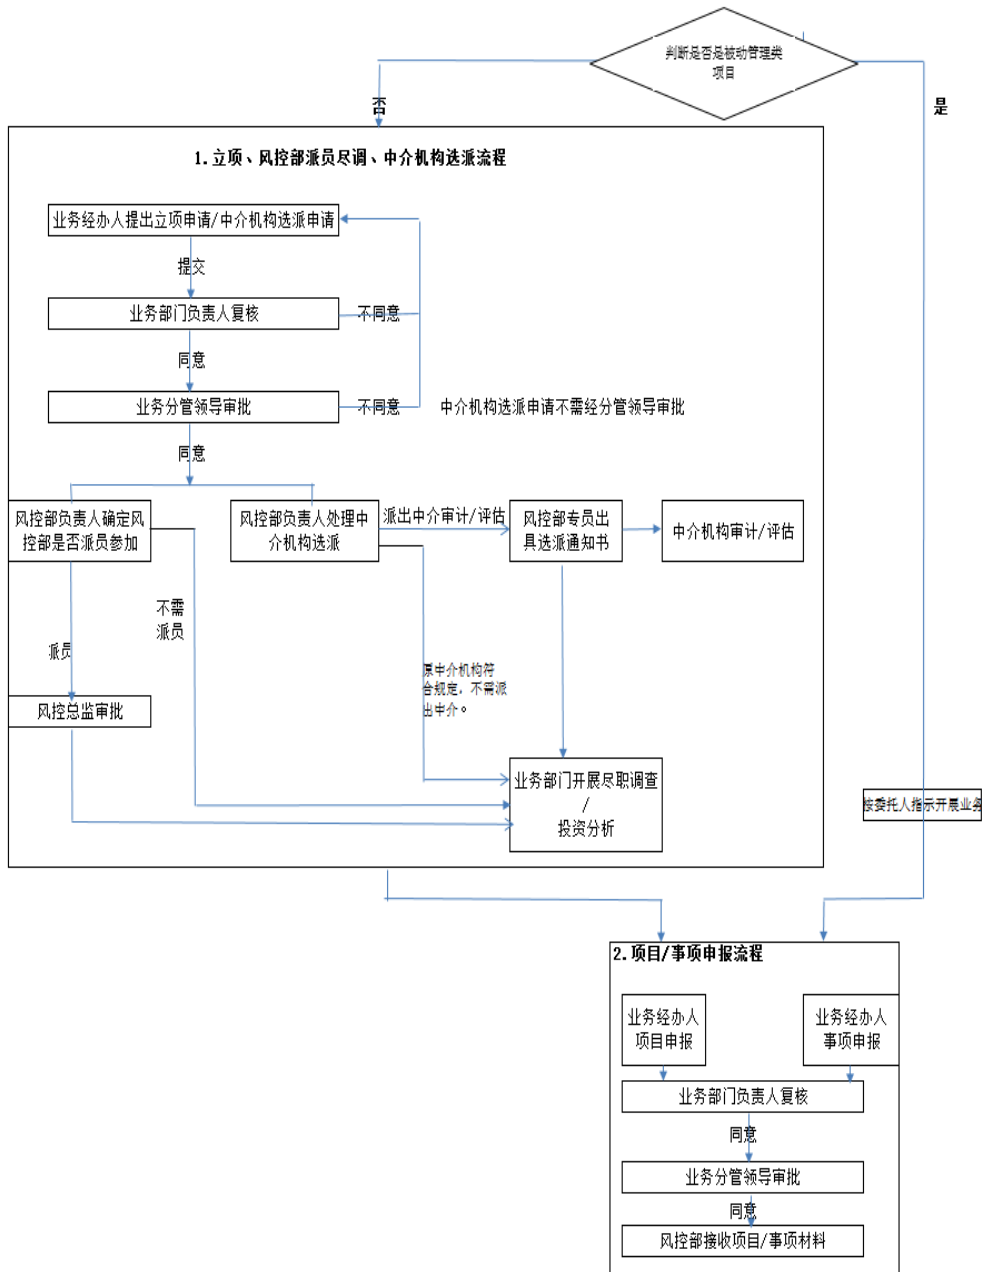 判断是否是被动管理类
项目
否
是
1.立项、风控部派员尽调、中介机构选派流程
业务经办人提出立项申请/中介机构选派申请
提交
业务部门负责人复核
不同意
同意
业务分管领导审批
不同意
中介机构选派申请不需经分管领导审批
同意
风控部负责人确定风
控部是否派员参加
风控部负责人处理中
介机构选派
派出中介审计/评估
风控部专员出
具选派通知书
中介机构审计/评估
不需
派员
派员
原中介机构符
合规定，不需派
出中介。
风控总监审批
业务部门开展尽职调查
/
投资分析
按委托人指示开展业务
2.项目/事项申报流程
业务经办人
项目申报
业务经办人
事项申报
业务部门负责人复核
同意
业务分管领导审批
同意
风控部接收项目/事项材料